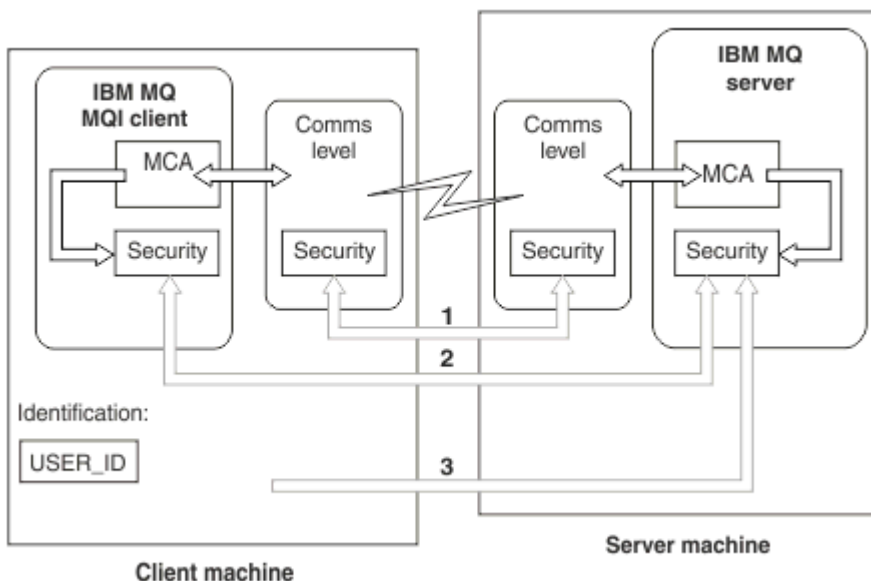 IBM MQ
MQI client
MCA
Security
Comms
level
Security
Comms
level
Security
IBM MQ
server
MCA
Security
1
2
3
Identification:
USER_ID
Client machine
Server machine